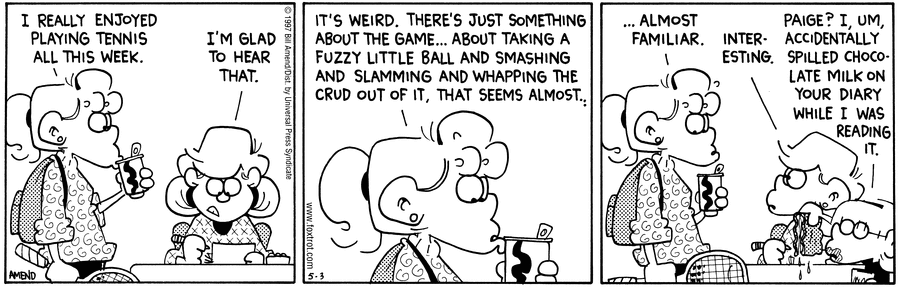 I REALLY ENJOYED
PLAYING TENNIS
ALL THIS WEEK.
I'M GLAD
TO HEAR
THAT.
AMEND
© 1997 Bill Amend/Dist. by Universal Press Syndicate
IT'S WEIRD. THERE'S JUST SOMETHING
ABOUT THE GAME... ABOUT TAKING A
FUZZY LITTLE BALL AND SMASHING
AND SLAMMING AND WHAPPING THE
CRUD OUT OF IT, THAT SEEMS ALMOST...
www.foxtrot.com
5-3
...ALMOST
FAMILIAR.
INTER-
ESTING.
PAIGE? I, UM,
ACCIDENTALLY
SPILLED CHOCO-
LATE MILK ON
YOUR DIARY
WHILE I WAS
READING
IT.